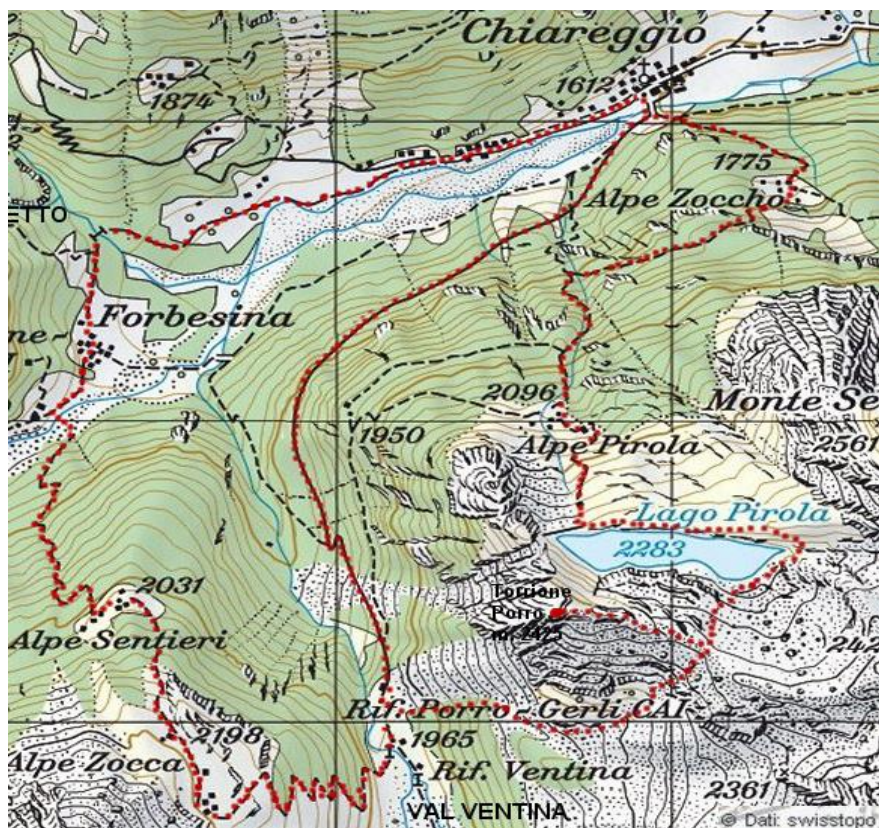 Chiareggio
1612
1874
1775
ETTO
Alpe Zoccho
Forbesina
ne-
2096
Monte Se
1950
Alpe Pirola
2561
Lago Pirola
2283
2031
Torrione
Porro
Alpe Sentieri
242
Rif. Porro - Gerli CAI
2198
1965
Alpe Zocca
Rif. Ventina
2361
VAL VENTINA
© Dati: swisstopo